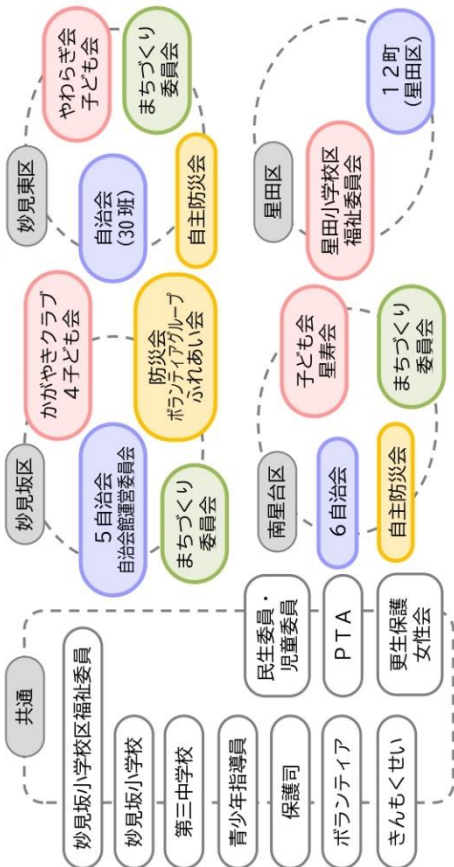 共通
妙見坂小学校区福祉委員
妙見坂小学校
第三中学校
青少年指導員
保護司
ボランティア
きんもくせい
民生委員・
児童委員
PTA
更生保護
女性会
妙見坂区
かがやきクラブ
4子ども会
5自治会
自治会館運営委員会
防災会
ボランティアグループ
ふれあい会
まちづくり
委員会
妙見東区
やわらぎ会
子ども会
自治会
(30班)
まちづくり
委員会
自主防災会
南星台区
子ども会
星寿会
6自治会
まちづくり
委員会
自主防災会
星田区
星田小学校区
福祉委員会
12町
(星田区)